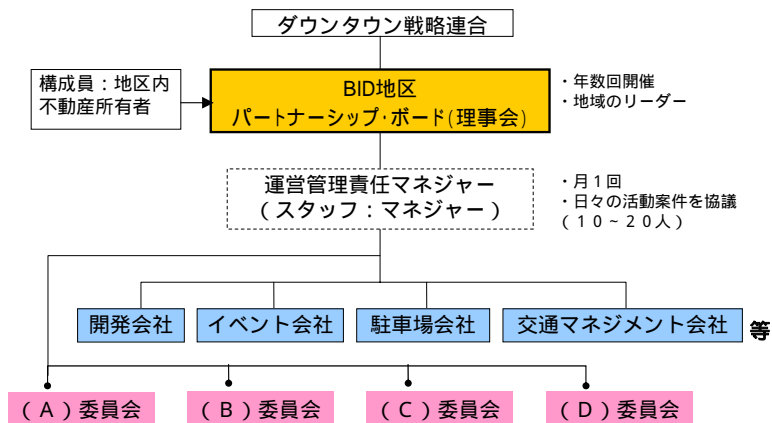 ダウンタウン戦略連合
構成員：地区内
不動産所有者
BID地区
パートナーシップ・ボード(理事会)
・年数回開催
・地域のリーダー
運営管理責任マネジャー
（スタッフ：マネジャー）
・月1回
・日々の活動案件を協議
（１０～２０人）
開発会社
イベント会社
駐車場会社
交通マネジメント会社
等
（Ａ）委員会
（Ｂ）委員会
（Ｃ）委員会
（Ｄ）委員会